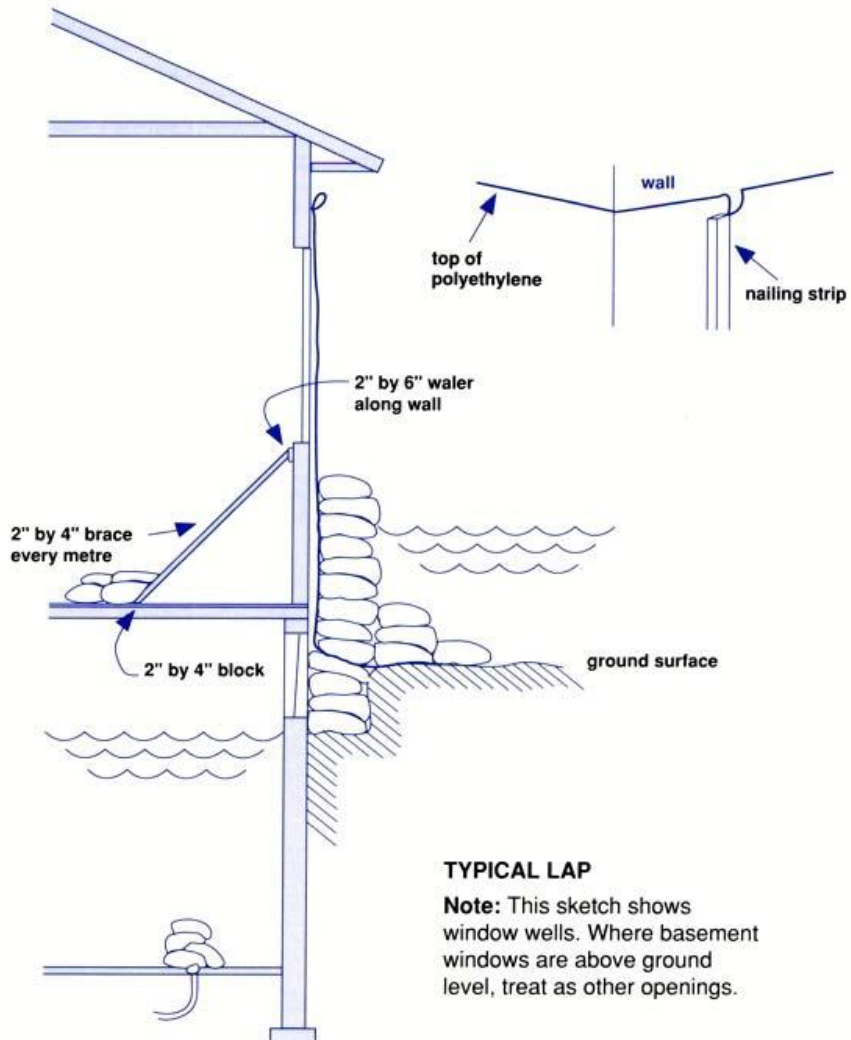 wall
top of
polyethylene
nailing strip
2" by 6" waler
along wall
2" by 4" brace
every metre
2" by 4" block
ground surface
TYPICAL LAP
Note: This sketch shows
window wells. Where basement
windows are above ground
level, treat as other openings.